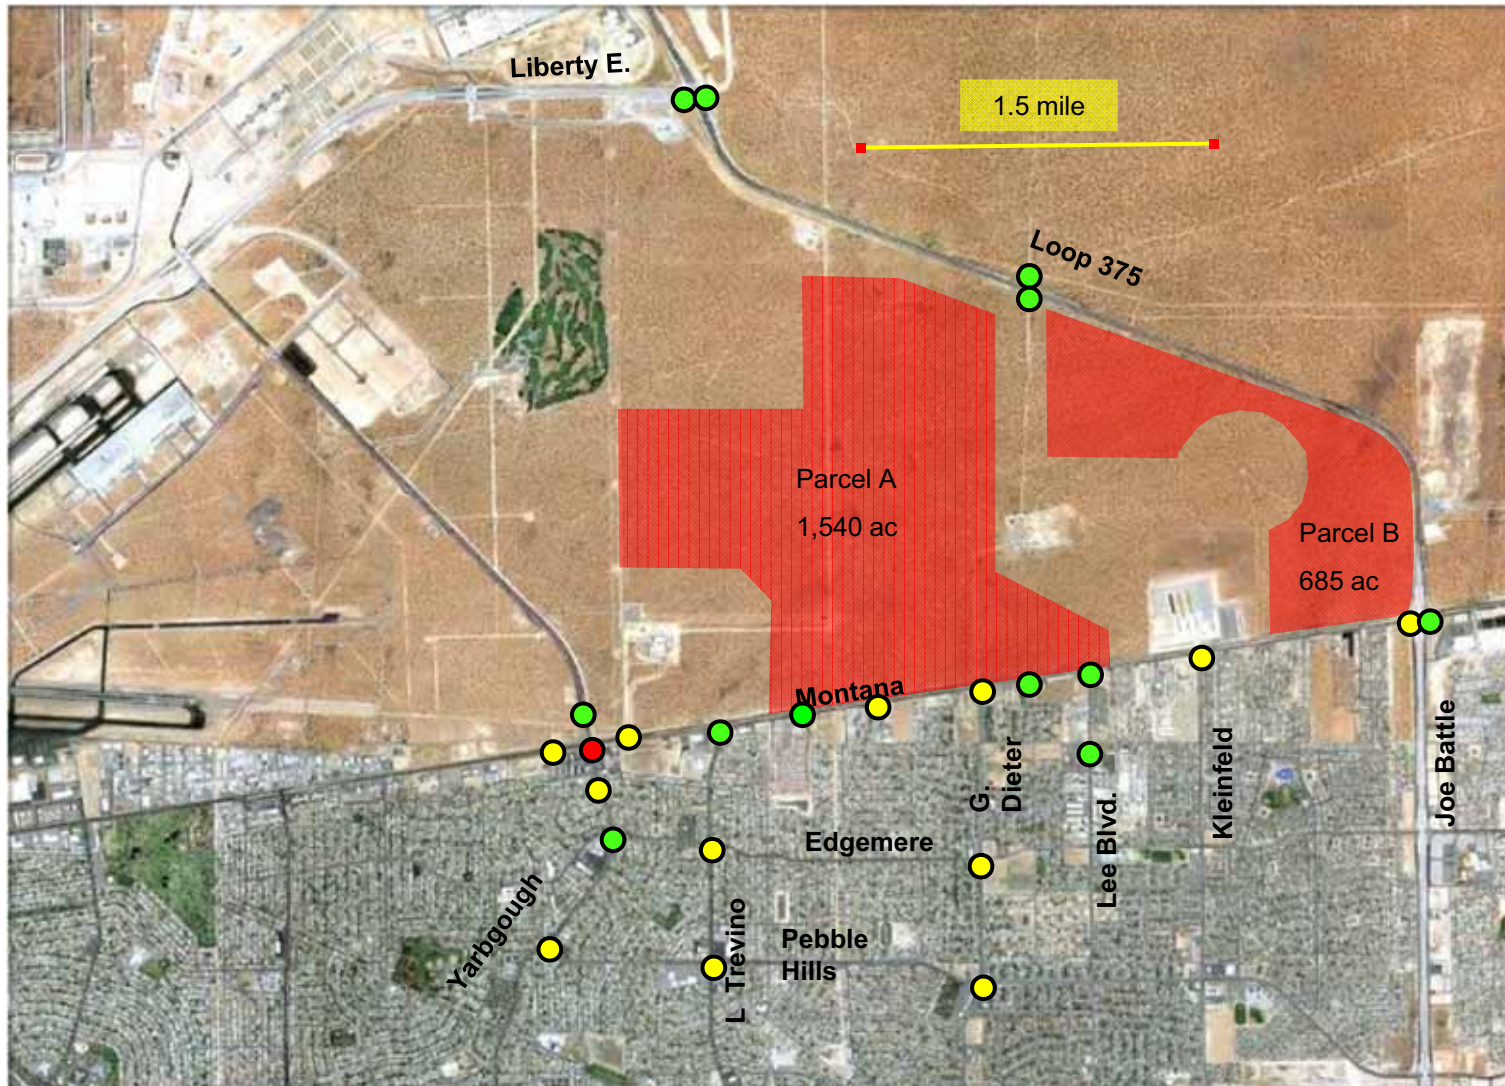 Liberty E.
1.5 mile
Loop 375
Parcel A
1,540 ac
Parcel B
685 ac
Montana
G.
Dieter
Kleinfeld
Joe Battle
Lee Blvd.
Edgemere
Yarbgough
L Trevino
Pebble
Hills